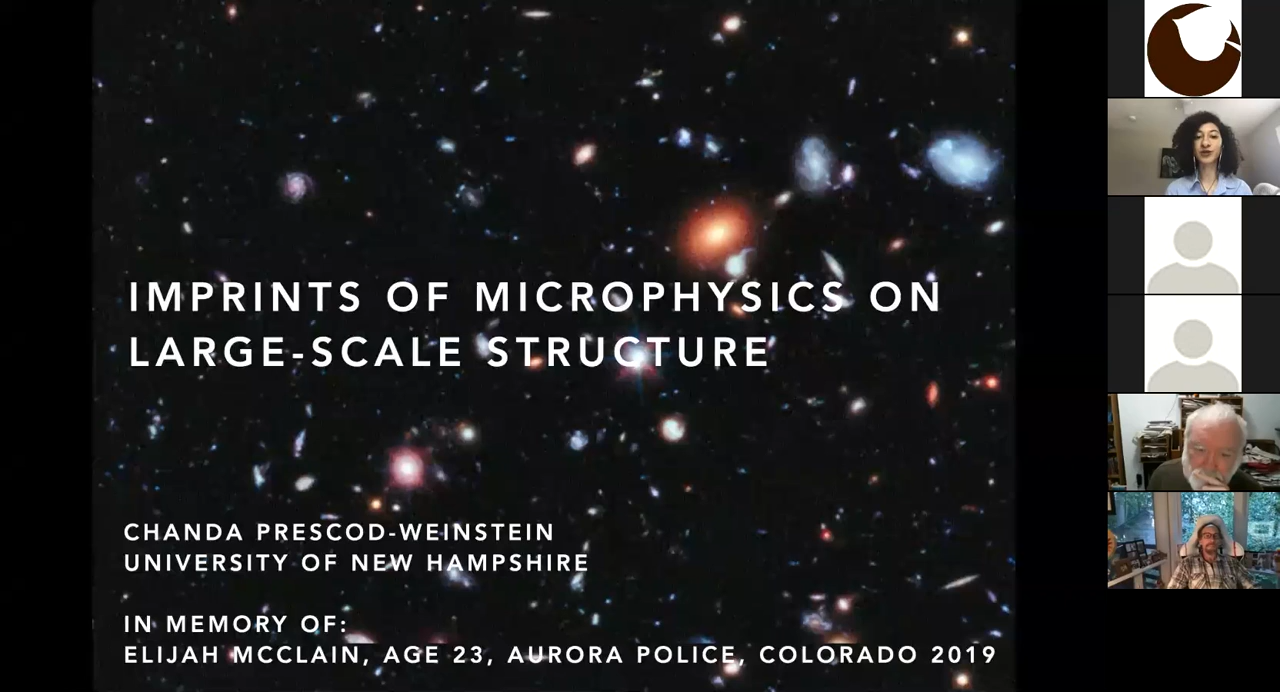 IMPRINTS OF MICROPHYSICS ON
LARGE-SCALE STRUCTURE
CHANDA PRESCOD-WEINSTEIN
UNIVERSITY OF NEW HAMPSHIRE
IN MEMORY OF:
ELIJAH MCCLAIN, AGE 23, AURORA POLICE, COLORADO 2019